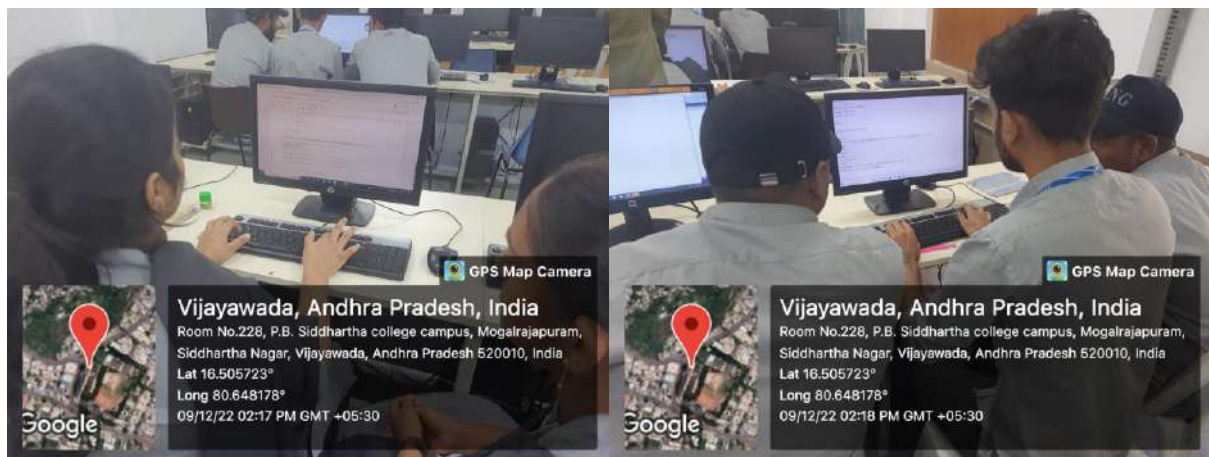 GPS Map Camera
Vijayawada, Andhra Pradesh, India
Room No.228, P.B. Siddhartha college campus, Mogalrajapuram,
Siddhartha Nagar, Vijayawada, Andhra Pradesh 520010, India
Lat 16.505723°
Long 80.648178°
09/12/22 02:17 PM GMT +05:30
Google
GPS Map Camera
Vijayawada, Andhra Pradesh, India
Room No.228, P.B. Siddhartha college campus, Mogalrajapuram,
Siddhartha Nagar, Vijayawada, Andhra Pradesh 520010, India
Lat 16.505723°
Long 80.648178°
09/12/22 02:18 PM GMT +05:30
Google